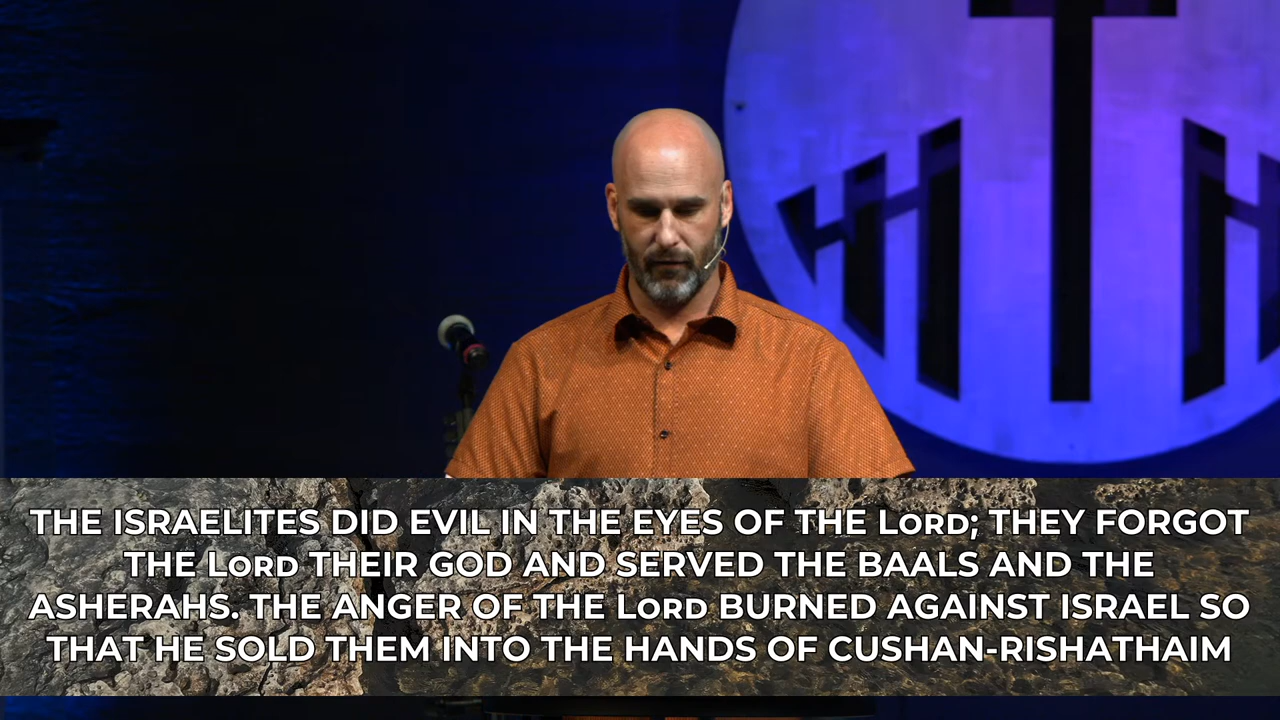 THE ISRAELITES DID EVIL IN THE EYES OF THE Lord; THEY FORGOT
THE Lord THEIR GOD AND SERVED THE BAALS AND THE
ASHERAHS. THE ANGER OF THE Lord BURNED AGAINST ISRAEL SO
THAT HE SOLD THEM INTO THE HANDS OF CUSHAN-RISHATHAIM